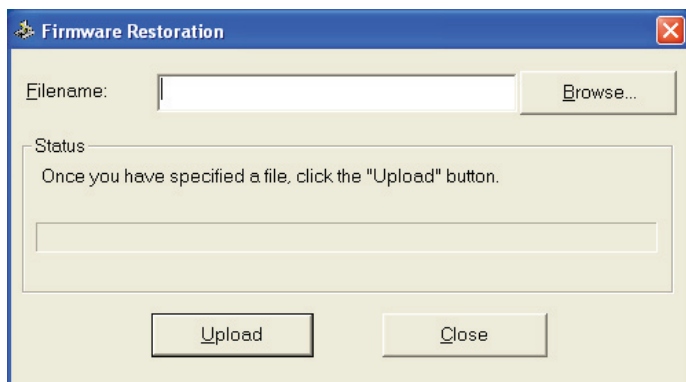 Firmware Restoration
Filename:
Browse...
Status
Once you have specified a file, click the "Upload" button.
Upload
Close